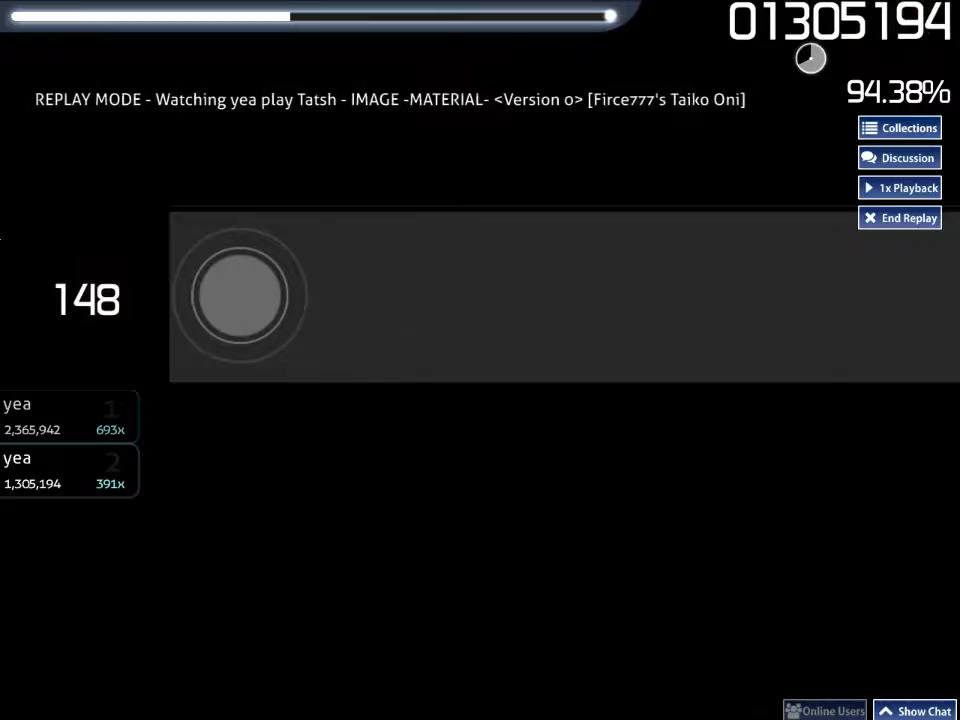 01305194
REPLAY MODE - Watching yea play Tatsh - IMAGE -MATERIAL- <Version 0> [Firce777's Taiko Oni]
94.38%
Collections
Discussion
1x Playback
End Replay
148
yea 1
2,365,942 693x
yea 2
1,305,194 391x
Online Users
Show Chat